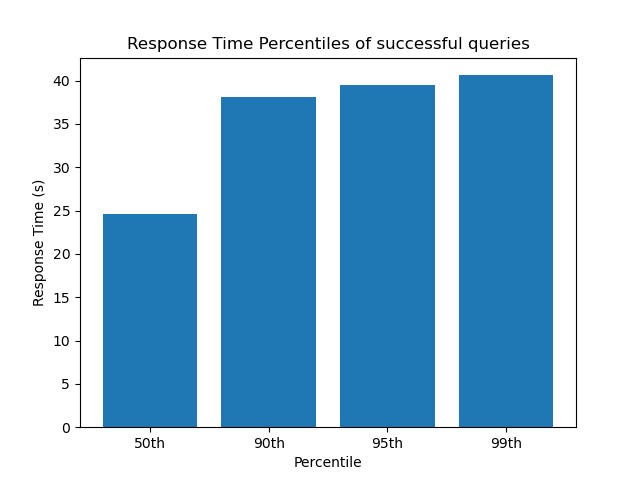 Response Time Percentiles of successful queries
40
35
30
25
20
15
10
5
0
Response Time (s)
50th 90th 95th 99th
Percentile